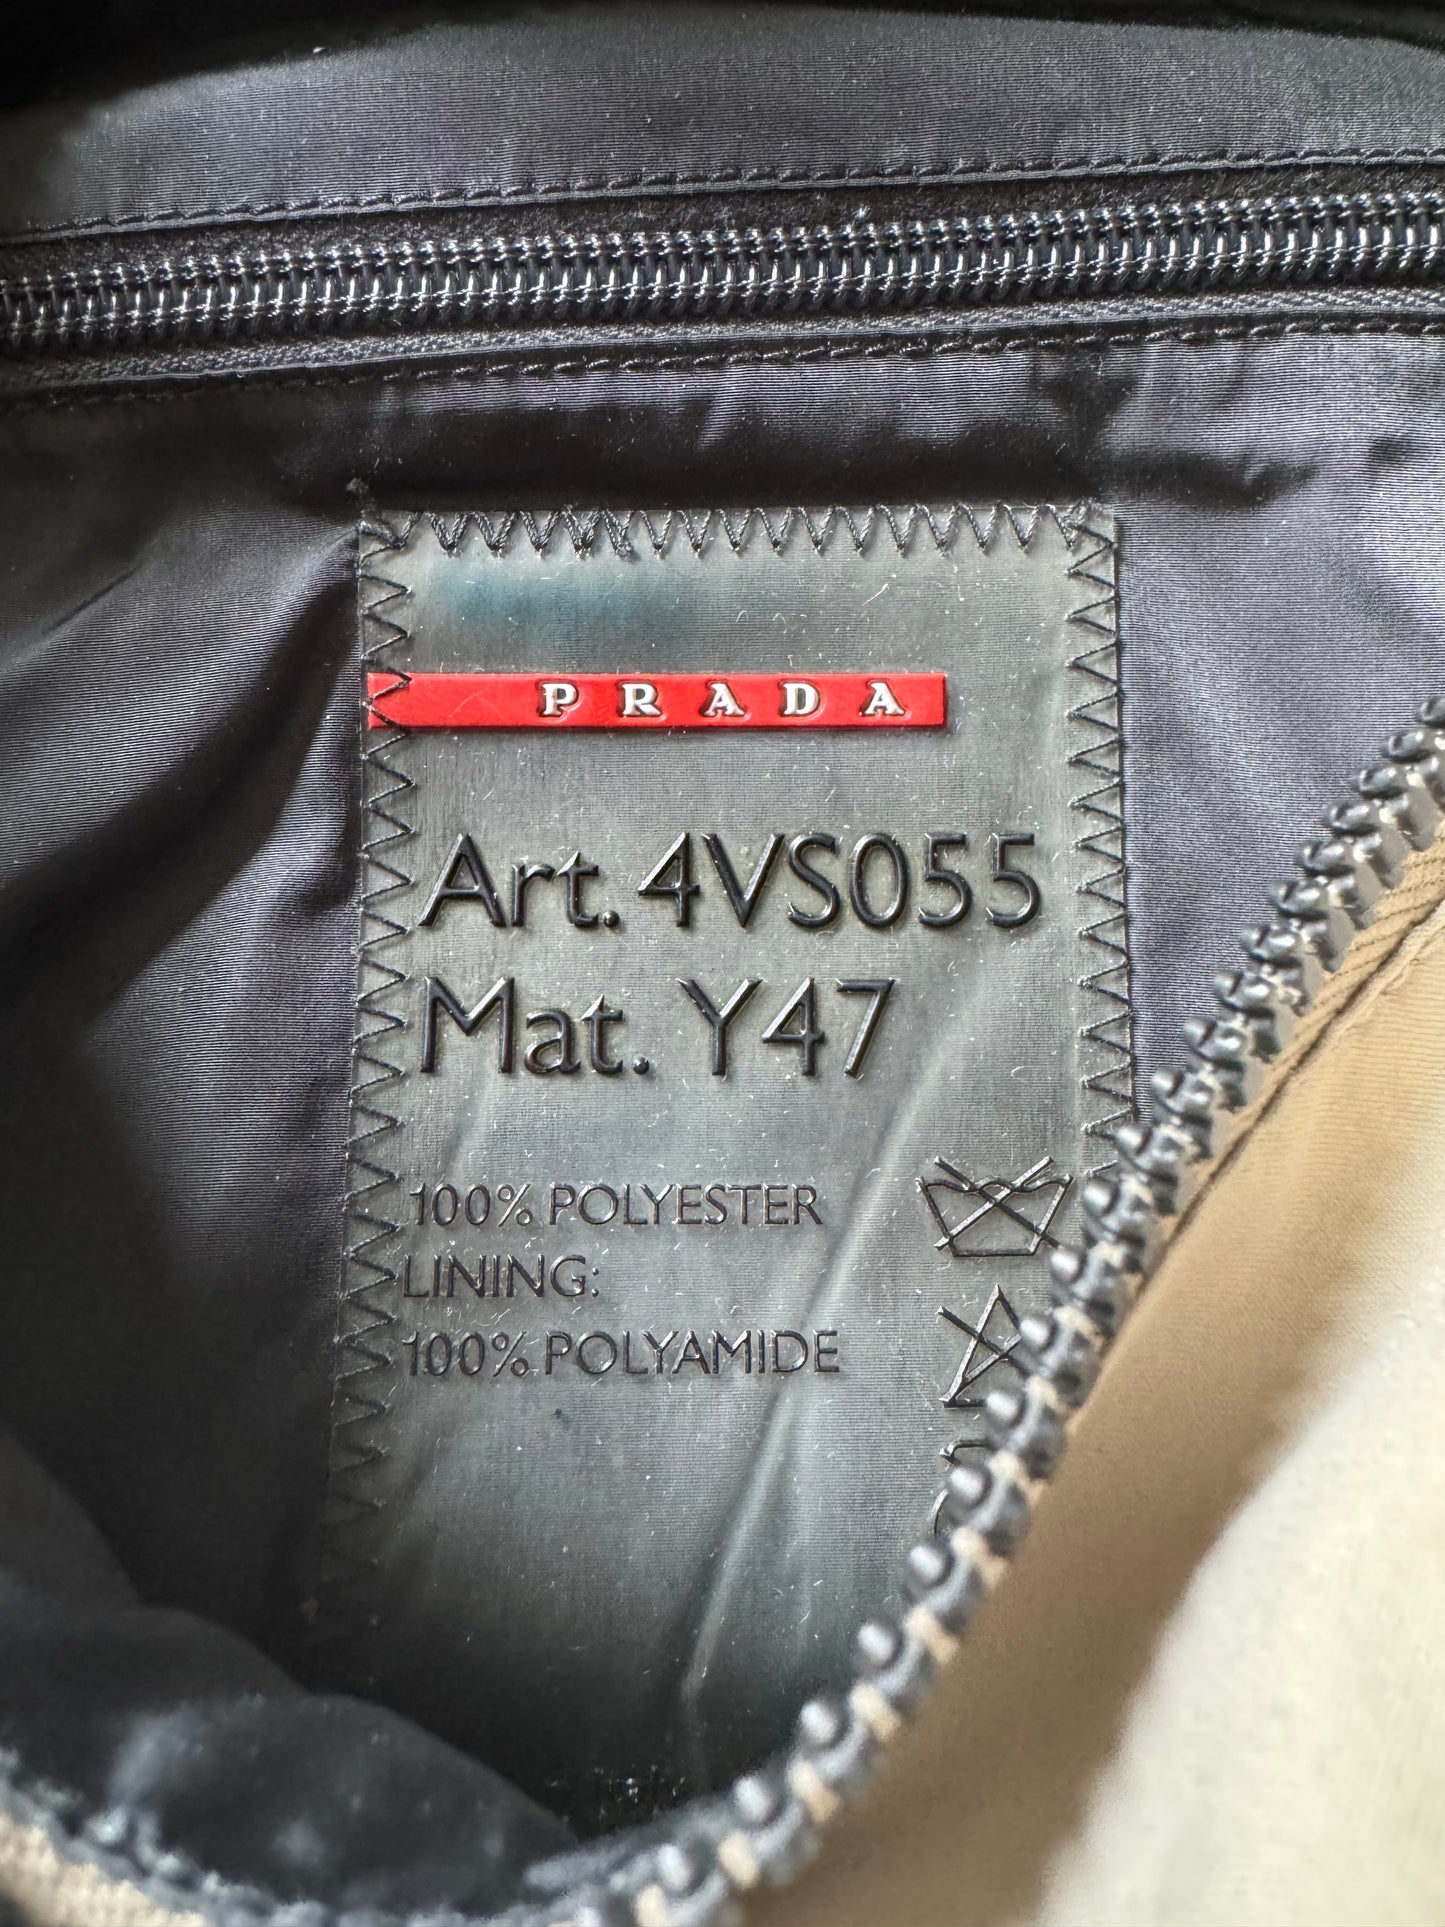 PRADA
Art. 4VS055
Mat. Y47
100% POLYESTER
LINING:
100% POLYAMIDE